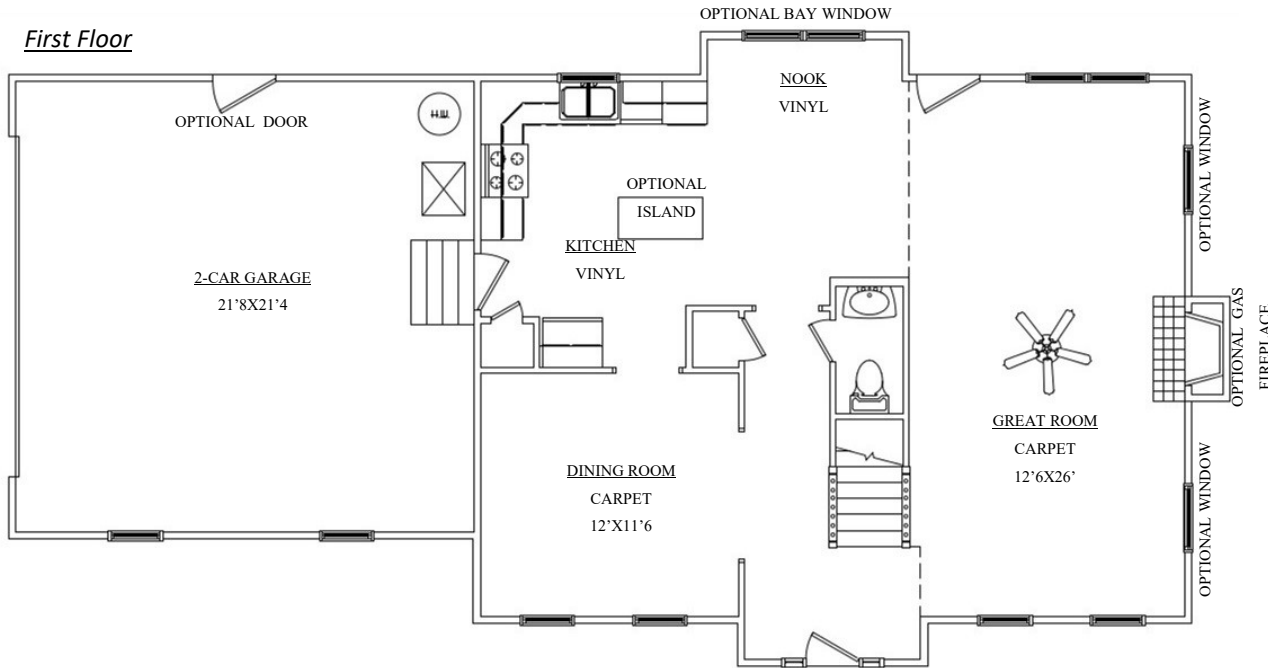 First Floor
OPTIONAL BAY WINDOW
NOOK
VINYL
OPTIONAL DOOR
H.W.
OPTIONAL WINDOW
OPTIONAL
ISLAND
KITCHEN
VINYL
2-CAR GARAGE
21'8X21'4
OPTIONAL GAS
FIREPLACE
GREAT ROOM
CARPET
12'6X26'
DINING ROOM
CARPET
12'X11'6
OPTIONAL WINDOW